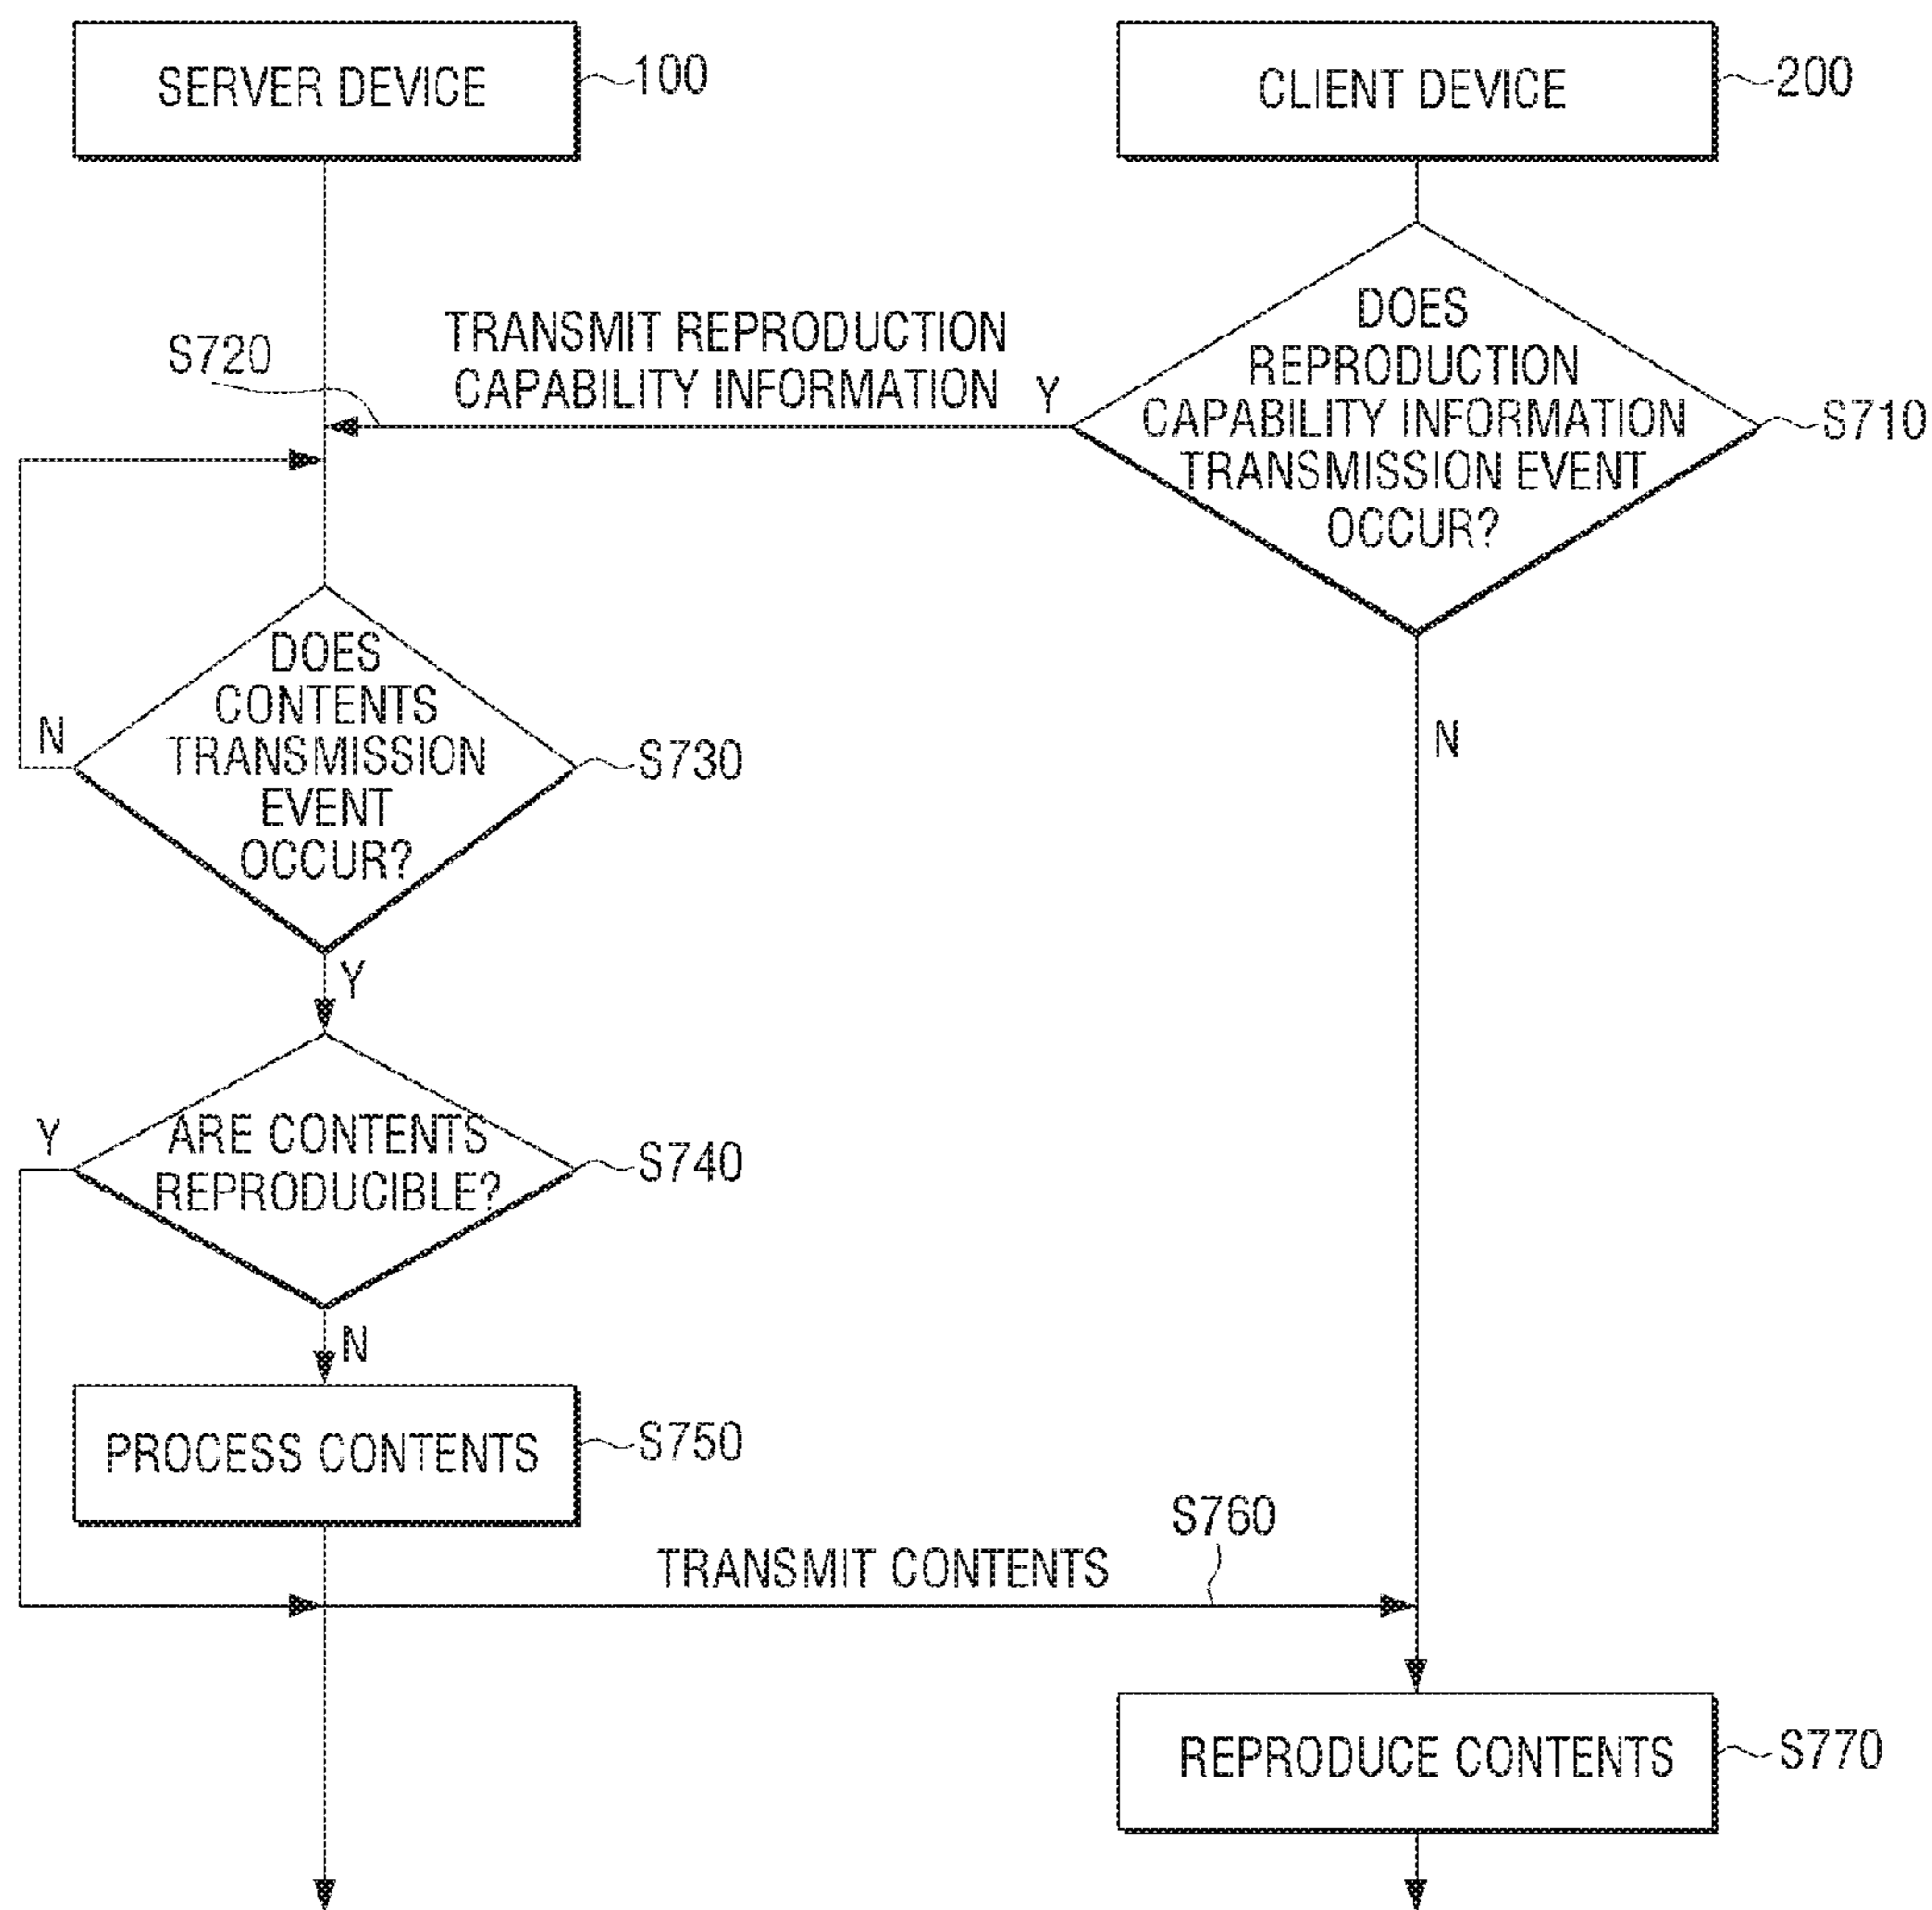 SERVER DEVICE
100
CLIENT DEVICE
200
DOES
REPRODUCTION
CAPABILITY INFORMATION
TRANSMISSION EVENT
OCCUR?
S710
Y
N
TRANSMIT REPRODUCTION
CAPABILITY INFORMATION
S720
DOES
CONTENTS
TRANSMISSION
EVENT
OCCUR?
S730
N
Y
ARE CONTENTS
REPRODUCIBLE?
S740
Y
N
PROCESS CONTENTS
S750
TRANSMIT CONTENTS
S760
REPRODUCE CONTENTS
S770